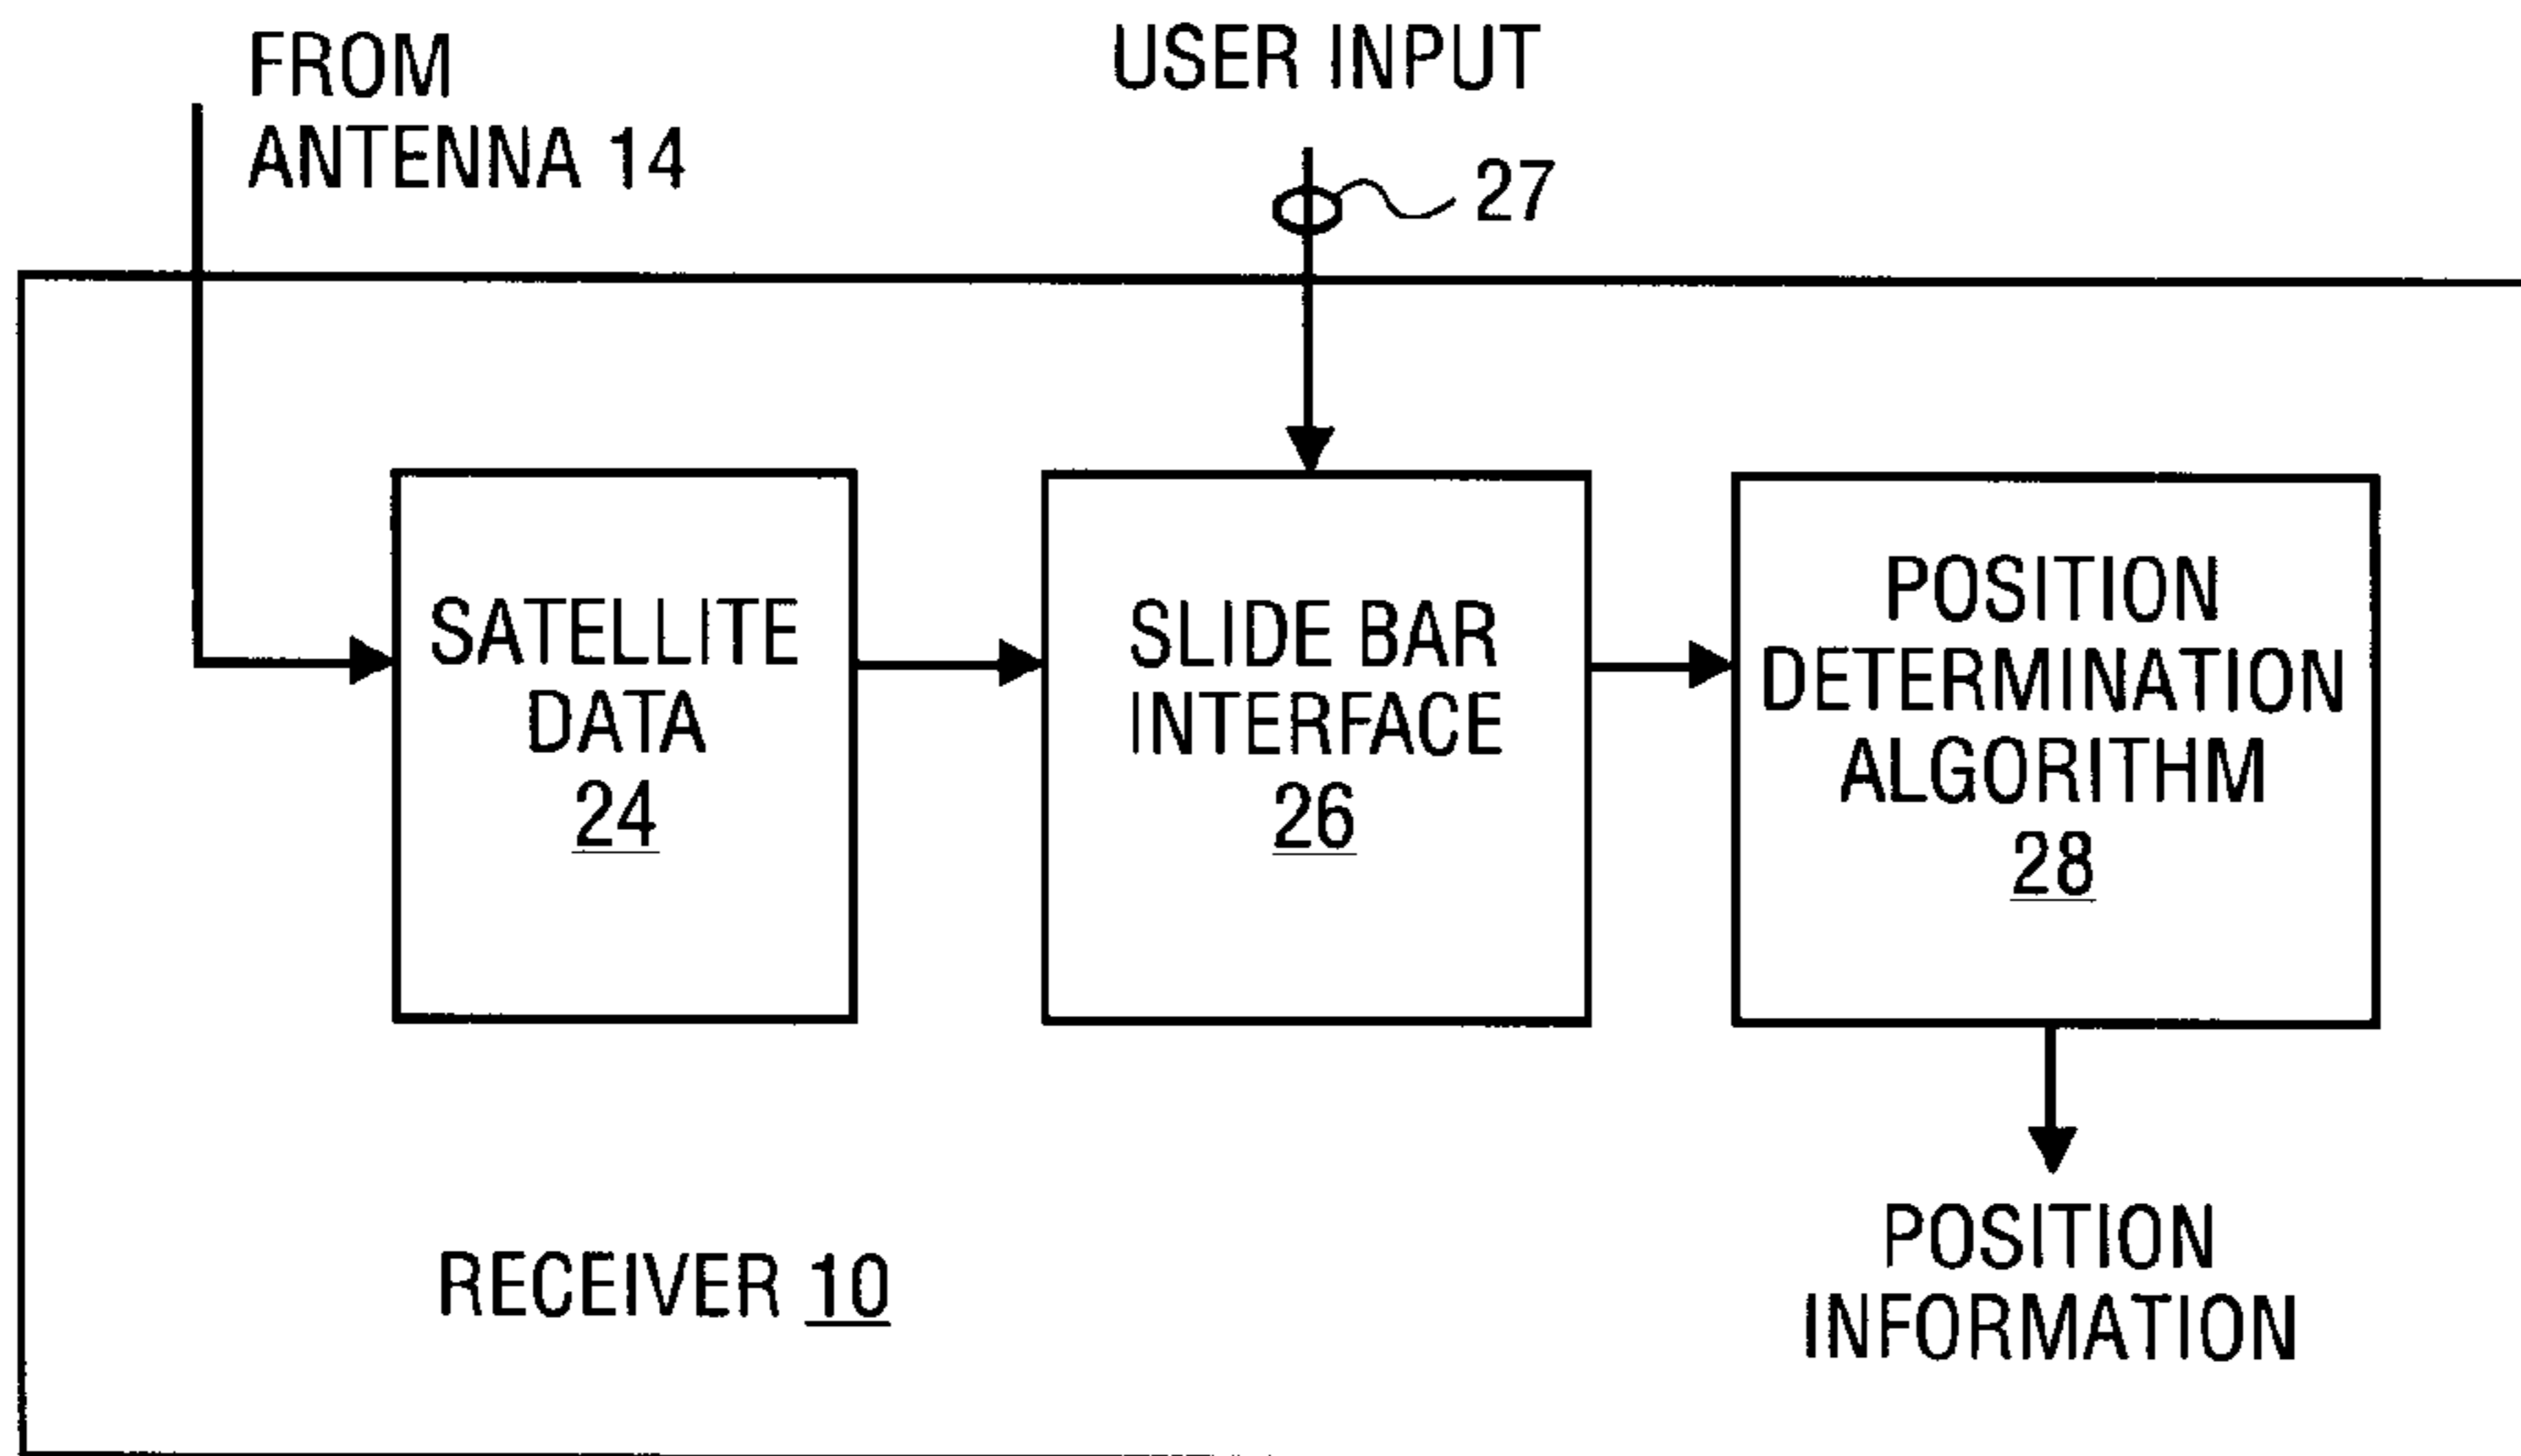 FROM
ANTENNA 14
USER INPUT
27
SATELLITE
DATA
24
SLIDE BAR
INTERFACE
26
POSITION
DETERMINATION
ALGORITHM
28
RECEIVER 10
POSITION
INFORMATION